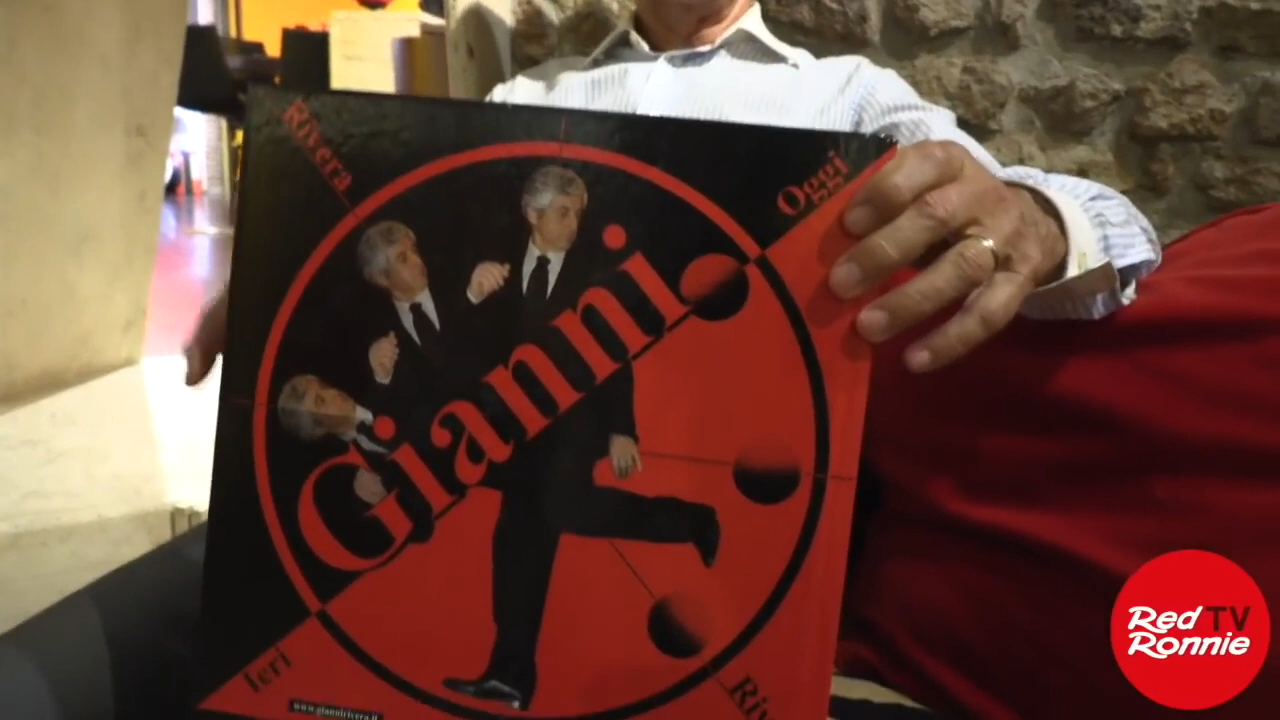 Rivera
Oggi
Gianni
Ieri
Riv
www.giannirivera.it
Red TV
Ronnie